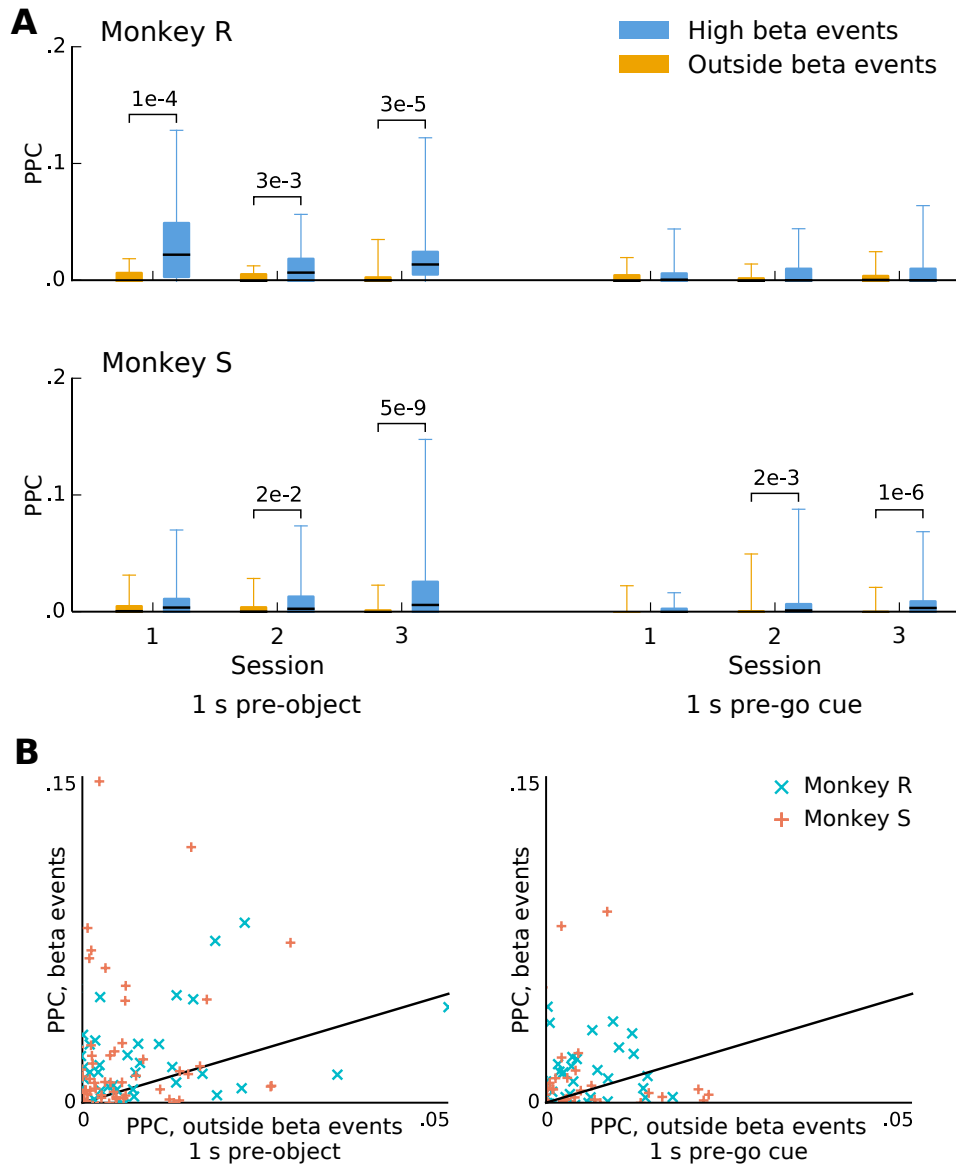 A
Monkey R
High beta events
Outside beta events
.2
.1
.0
PPC
1e-4
3e-3
3e-5
Monkey S
.2
.1
.0
PPC
2e-2
5e-9
2e-3
1e-6
1 2 3
1 2 3
Session
Session
1 s pre-object
1 s pre-go cue
B
.15
PPC, beta events
0
.05
PPC, outside beta events
1 s pre-object
.15
Monkey R
Monkey S
PPC, beta events
0
.05
PPC, outside beta events
1 s pre-go cue